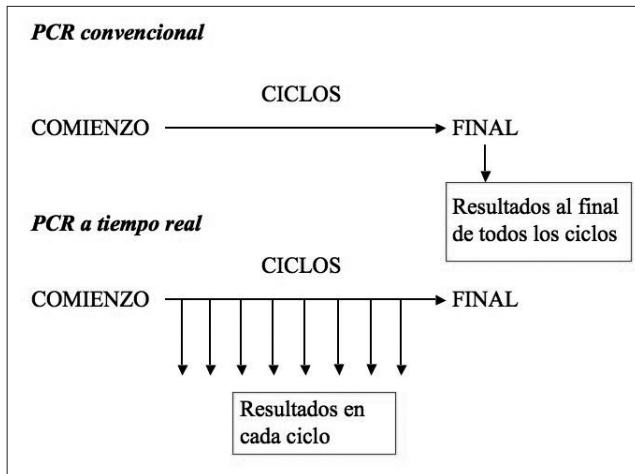 PCR convencional
CICLOS
COMIENZO
FINAL
Resultados al final
de todos los ciclos
PCR a tiempo real
CICLOS
COMIENZO
FINAL
Resultados en
cada ciclo